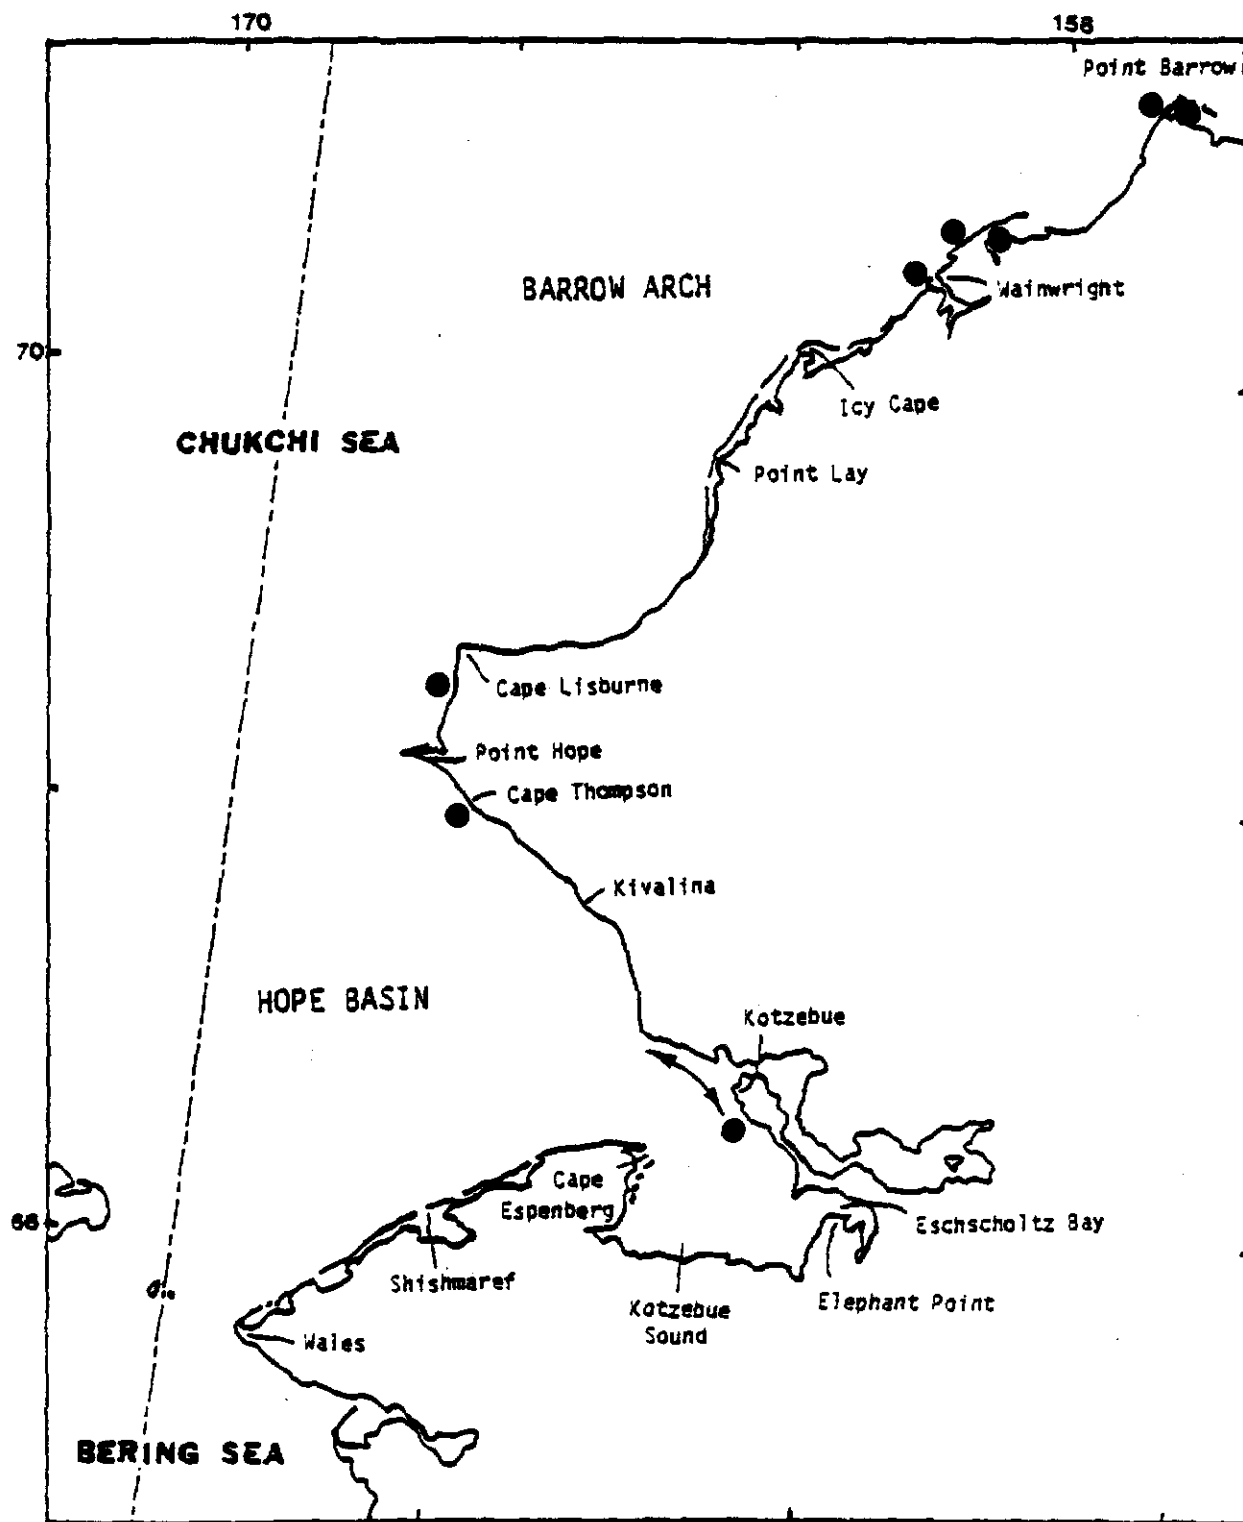 170
158
Point Barrow
BARROW ARCH
Wainwright
70
Icy Cape
CHUKCHI SEA
Point Lay
Cape Lisburne
Point Hope
Cape Thompson
Kivalina
HOPE BASIN
Kotzebue
Cape
Espenberg
66
Eschscholtz Bay
Shishmaref
Elephant Point
Kotzebue
Sound
Wales
BERING SEA